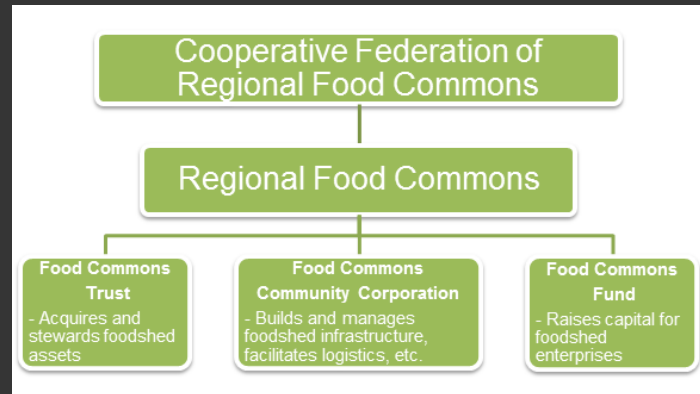 Cooperative Federation of
Regional Food Commons
Regional Food Commons
Food Commons
Trust
- Acquires and
stewards foodshed
assets
Food Commons
Community Corporation
- Builds and manages
foodshed infrastructure,
facilitates logistics, etc.
Food Commons
Fund
- Raises capital for
foodshed
enterprises